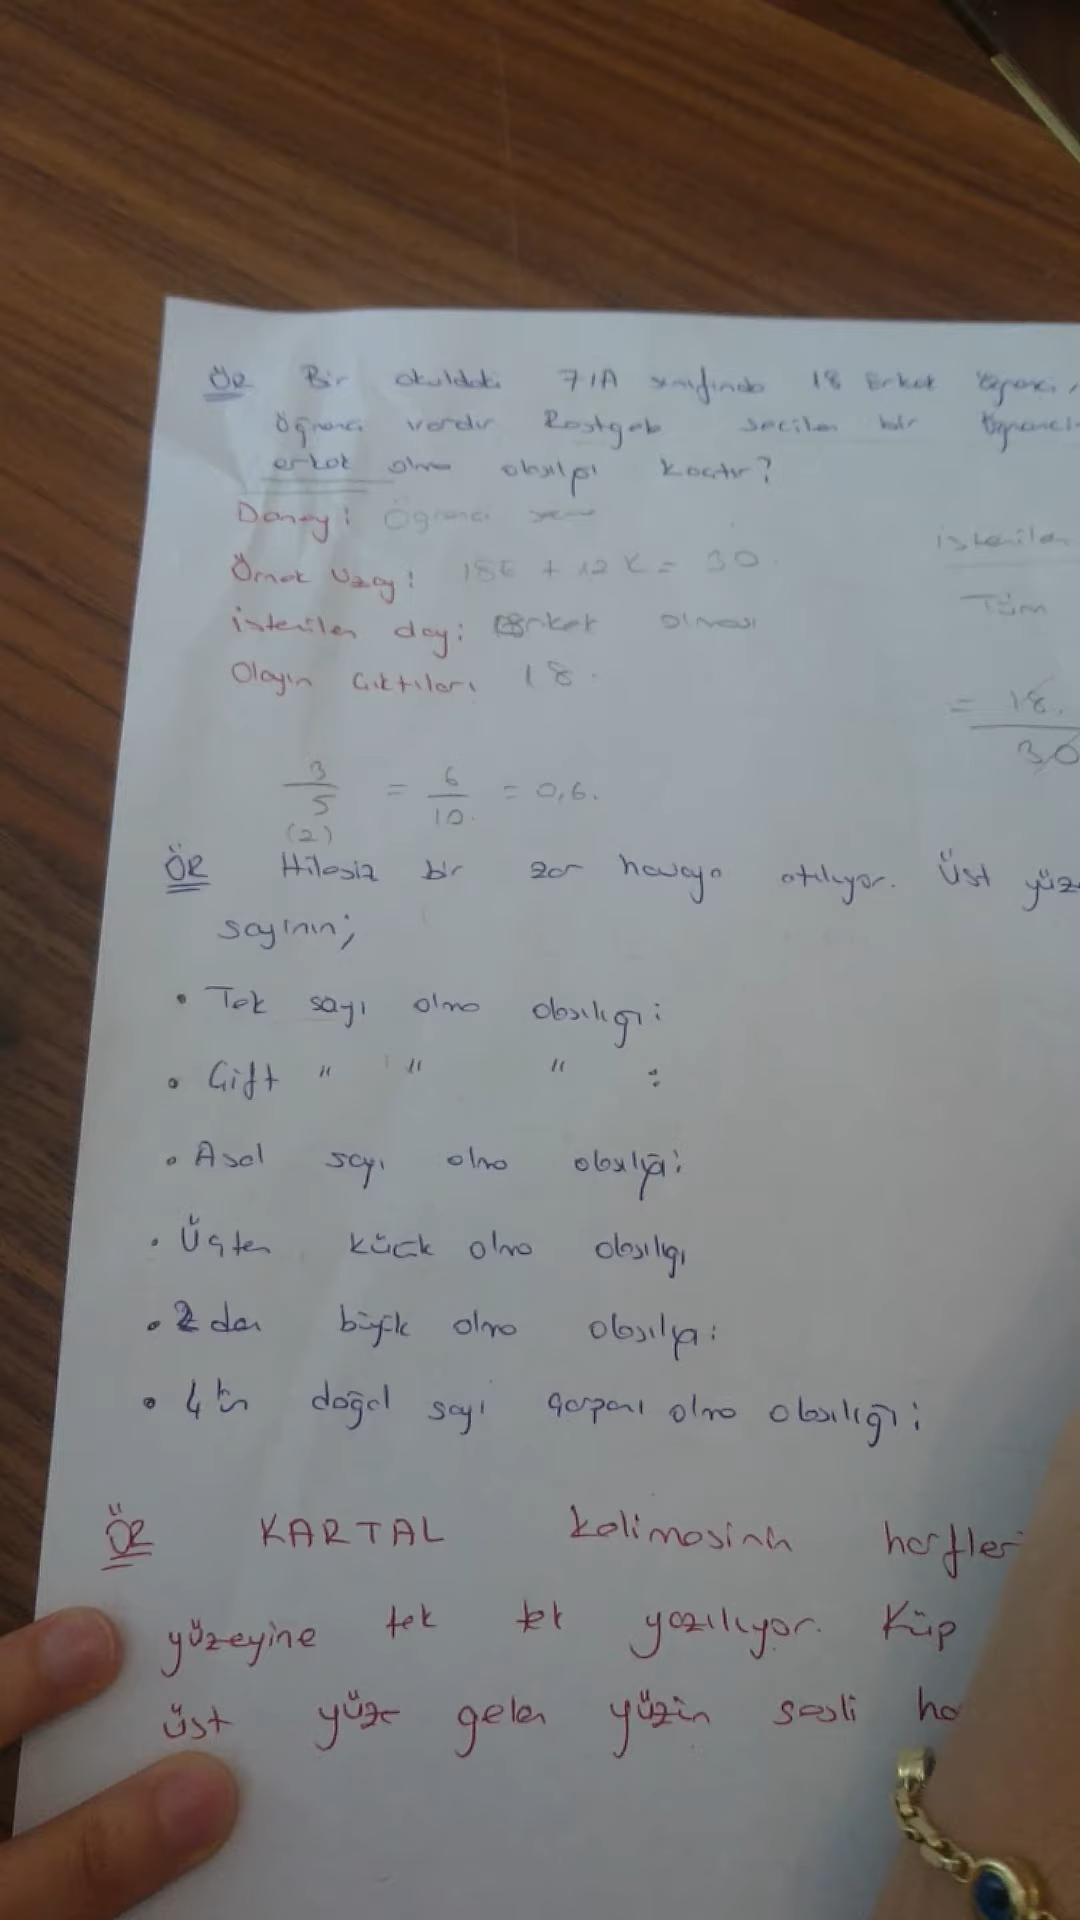 ÖR Bir okuldaki 7/A sınıfında 18 Erkek öğrenci,
öğrenci vardır Rastgele seçilen bir öğrenci
erkek olma olasılığı kaçtır?
Deney: Öğrenci
Örnek Uzay: 18E + 12K = 30.
istenilen
istenilen olay: Erkek olması
Tüm
Olayın Çıktıları 18.
= 18.
30
3/5 = 6/10 = 0,6.
(2)
ÖR Hilesiz bir zar havaya atılıyor. Üst yüz
sayının;
• Tek sayı olma olasılığı:
• Çift " " " :
• Asal sayı olma olasılığı:
• Üçten küçük olma olasılığı
• 2 den büyük olma olasılığı:
• 4'ün doğal sayı çarpanı olma olasılığı:
ÖR KARTAL kelimesinin harfleri
yüzeyine tek tek yazılıyor. Küp
üst yüze gelen yüzün sesli ha